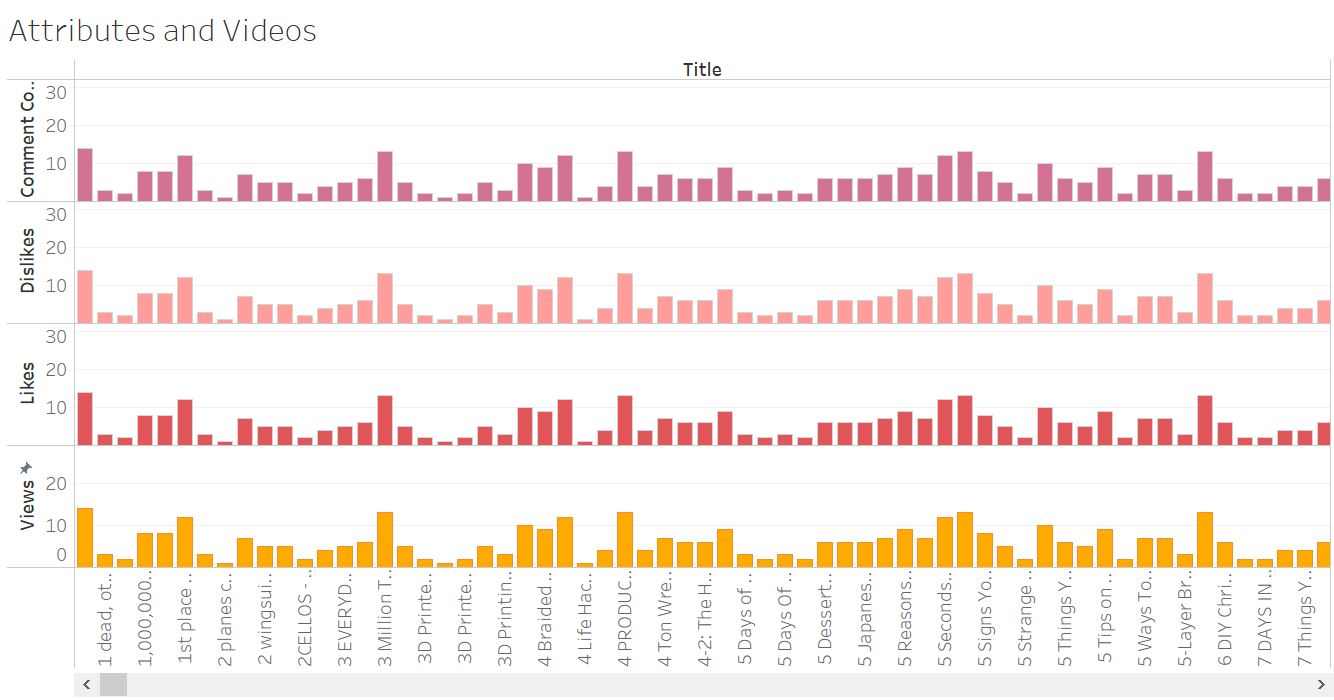 Attributes and Videos
Title
Comment Co..
30
20
10
Dislikes
30
20
10
Likes
30
20
10
Views
20
10
0
1 dead, ot..
1,000,000..
1st place ..
2 planes c..
2 wingsui..
2CELLOS - ..
3 EVERYD..
3 Million T..
3D Printe..
3D Printe..
3D Printin..
4 Braided ..
4 Life Hac..
4 PRODUC..
4 Ton Wre..
4-2: The H..
5 Days of ..
5 Days Of ..
5 Dessert..
5 Japanes..
5 Reasons..
5 Seconds..
5 Signs Yo..
5 Strange ..
5 Things Y..
5 Tips on ..
5 Ways To..
5-Layer Br..
6 DIY Chri..
7 DAYS IN ..
7 Things Y..